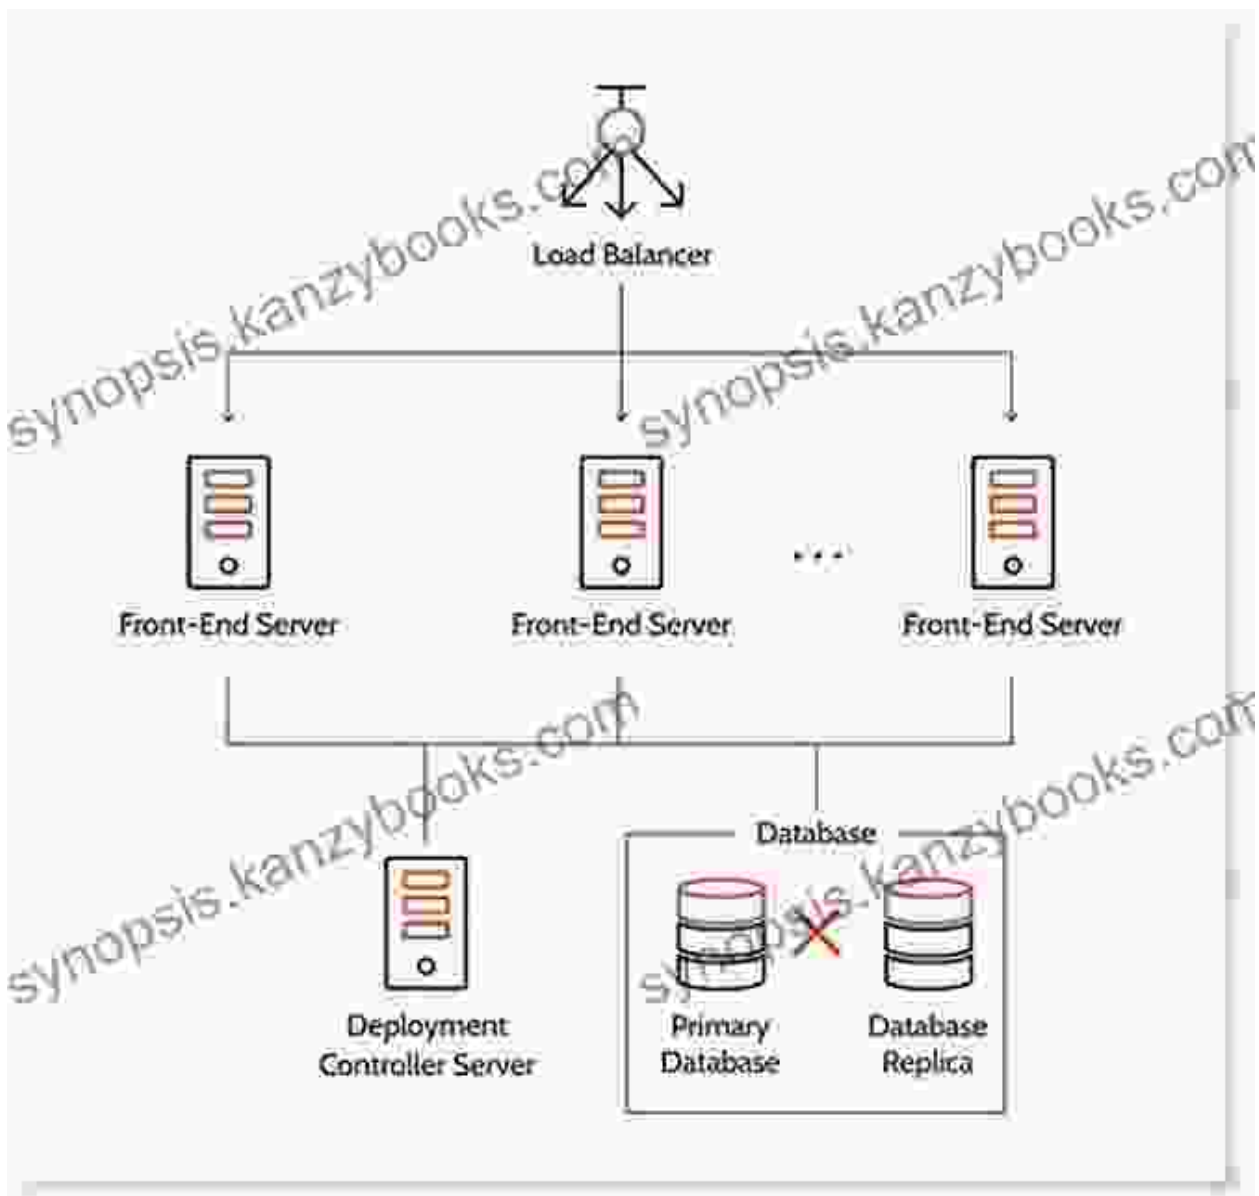 synopsis.kanzybooks.com
synopsis.kanzybooks.com
Load Balancer
Front-End Server
Front-End Server
...
Front-End Server
synopsis.kanzybooks.com
synopsis.kanzybooks.com
Database
Deployment
Controller Server
Primary
Database
Database
Replica